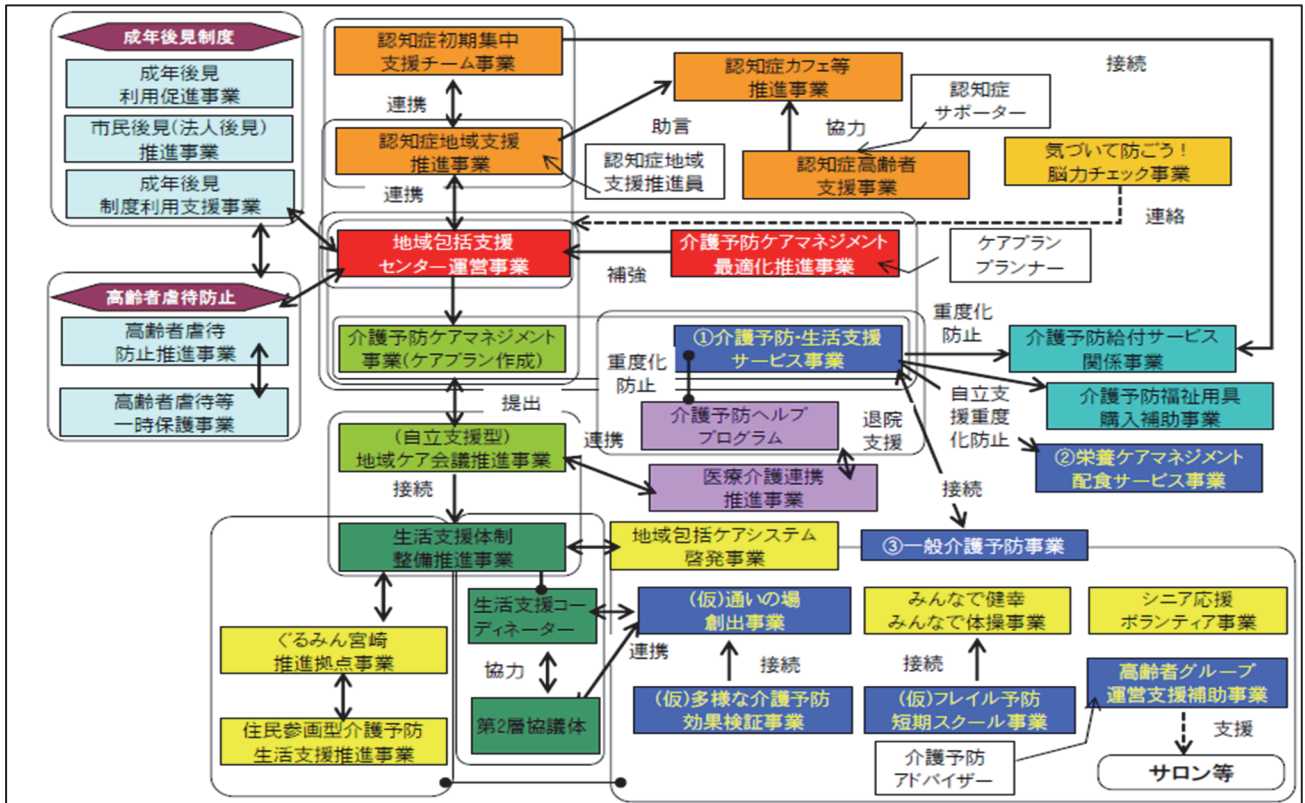 成年後見制度
成年後見
利用促進事業
市民後見(法人後見)
推進事業
成年後見
制度利用支援事業
高齢者虐待防止
高齢者虐待
防止推進事業
高齢者虐待等
一時保護事業
認知症初期集中
支援チーム事業
連携
認知症地域支援
推進事業
連携
助言
認知症地域
支援推進員
認知症カフェ等
推進事業
協力
認知症
サポーター
認知症高齢者
支援事業
接続
気づいて防ごう!
脳力チェック事業
連絡
地域包括支援
センター運営事業
補強
介護予防ケアマネジメント
最適化推進事業
ケアプラン
プランナー
介護予防ケアマネジメント
事業(ケアプラン作成)
重度化
防止
①介護予防・生活支援
サービス事業
重度化
防止
介護予防給付サービス
関係事業
介護予防福祉用具
購入補助事業
自立支
援重度
化防止
②栄養ケアマネジメント
配食サービス事業
提出
連携
介護予防ヘルプ
プログラム
退院
支援
(自立支援型)
地域ケア会議推進事業
医療介護連携
推進事業
接続
接続
生活支援体制
整備推進事業
地域包括ケアシステム
啓発事業
③一般介護予防事業
生活支援コー
ディネーター
協力
第2層協議体
連携
ぐるみん宮崎
推進拠点事業
住民参画型介護予防
生活支援推進事業
(仮)通いの場
創出事業
接続
(仮)多様な介護予防
効果検証事業
みんなで健幸
みんなで体操事業
接続
(仮)フレイル予防
短期スクール事業
シニア応援
ボランティア事業
高齢者グループ
運営支援補助事業
介護予防
アドバイザー
支援
サロン等